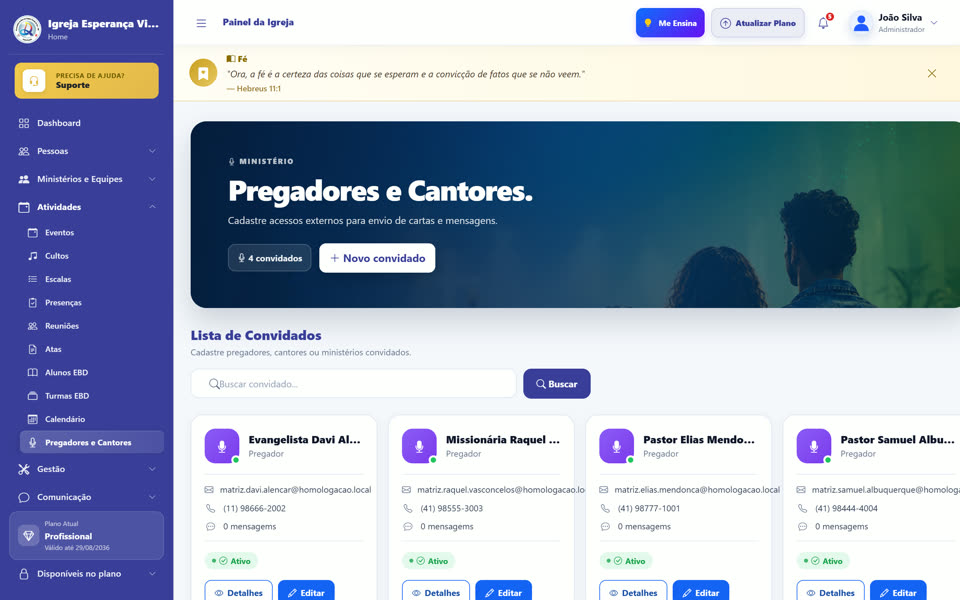 Igreja Esperança Vi...
Home
PRECISA DE AJUDA?
Suporte
Dashboard
Pessoas
Ministérios e Equipes
Atividades
Eventos
Cultos
Escalas
Presenças
Reuniões
Atas
Alunos EBD
Turmas EBD
Calendário
Pregadores e Cantores
Gestão
Comunicação
Plano Atual
Profissional
Válido até 29/08/2036
Disponíveis no plano
Painel da Igreja
Me Ensina
Atualizar Plano
João Silva
Administrador
Fé
"Ora, a fé é a certeza das coisas que se esperam e a convicção de fatos que se não veem."
— Hebreus 11:1
MINISTÉRIO
Pregadores e Cantores.
Cadastre acessos externos para envio de cartas e mensagens.
4 convidados
+ Novo convidado
Lista de Convidados
Cadastre pregadores, cantores ou ministérios convidados.
Buscar convidado...
Buscar
Evangelista Davi Al...
Pregador
matriz.davi.alencar@homologacao.local
(11) 98666-2002
0 mensagens
Ativo
Detalhes
Editar
Missionária Raquel ...
Pregador
matriz.raquel.vasconcelos@homologacao.lo
(41) 98555-3003
0 mensagems
Ativo
Detalhes
Editar
Pastor Elias Mendo...
Pregador
matriz.elias.mendonca@homologacao.local
(41) 98777-1001
0 mensagems
Ativo
Detalhes
Editar
Pastor Samuel Albu...
Pregador
matriz.samuel.albuquerque@homologa
(41) 98444-4004
0 mensagems
Ativo
Detalhes
Editar